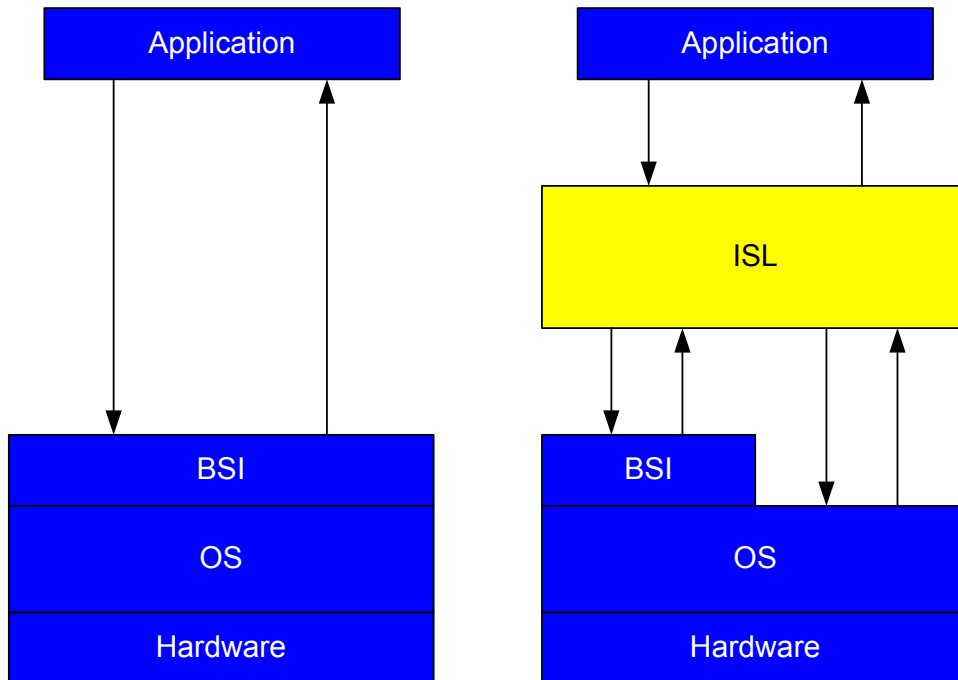 Application
BSI
OS
Hardware
Application
ISL
BSI
OS
Hardware